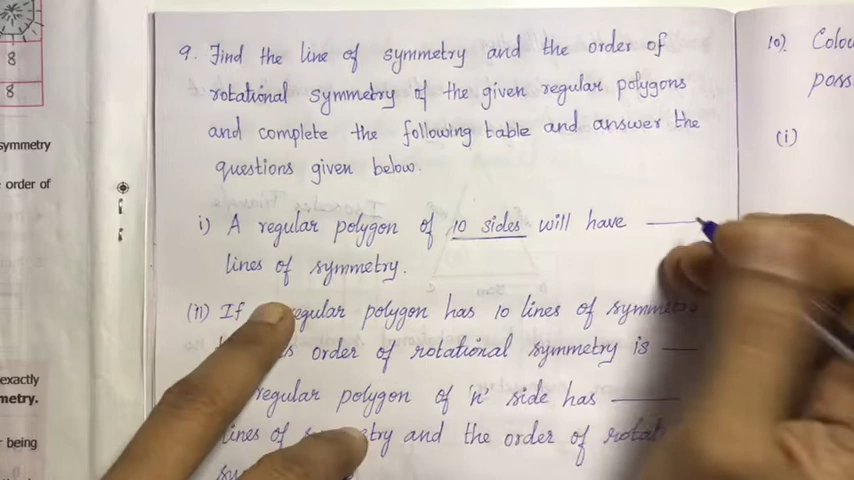 8
8
symmetry
order of
exactly
metry.
being
9. Find the line of symmetry and the order of
rotational symmetry of the given regular polygons
and complete the following table and answer the
questions given below.
i) A regular polygon of 10 sides will have
lines of symmetry.
(ii) If regular polygon has 10 lines of symmetry
order of rotational symmetry is
regular polygon of 'n' side has
lines of and the order of
10)
(i)